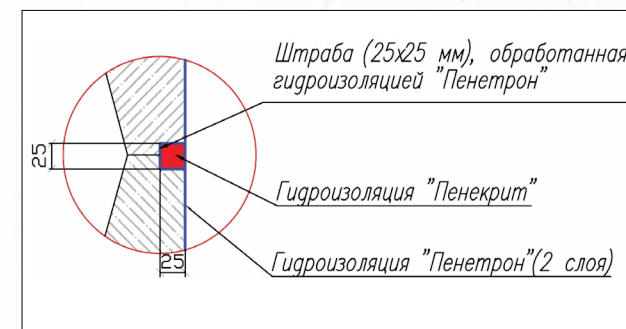 Штраба (25х25 мм), обработанная
гидроизоляцией "Пенетрон"
25
Гидроизоляция "Пенекрит"
Гидроизоляция "Пенетрон"(2 слоя)
25